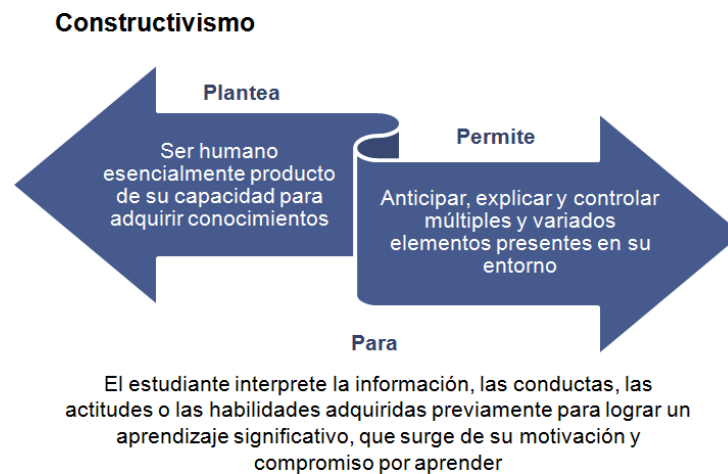 Constructivismo
Plantea
Ser humano
esencialmente producto
de su capacidad para
adquirir conocimientos
Permite
Anticipar, explicar y controlar
múltiples y variados
elementos presentes en su
entorno
Para
El estudiante interprete la información, las conductas, las
actitudes o las habilidades adquiridas previamente para lograr un
aprendizaje significativo, que surge de su motivación y
compromiso por aprender